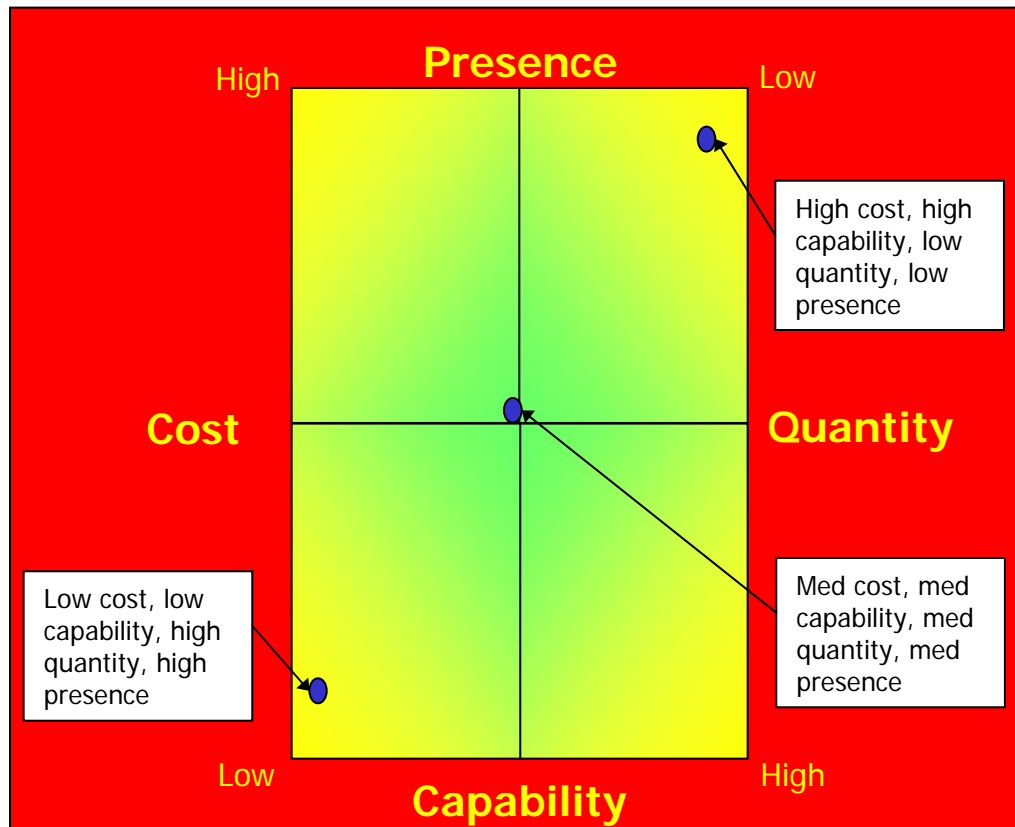 Presence
High
Low
High cost, high
capability, low
quantity, low
presence
Cost
Quantity
Low cost, low
capability, high
quantity, high
presence
Med cost, med
capability, med
quantity, med
presence
Low
High
Capability